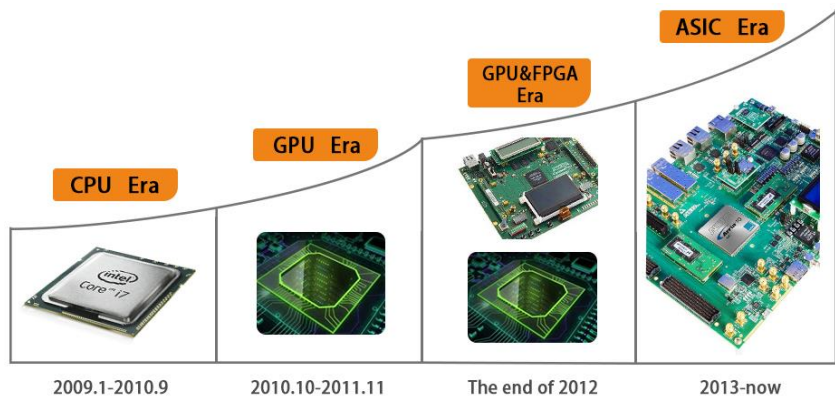 ASIC Era
GPU&FPGA
Era
GPU Era
CPU Era
intel
Core™ i7
2009.1-2010.9
2010.10-2011.11
The end of 2012
2013-now